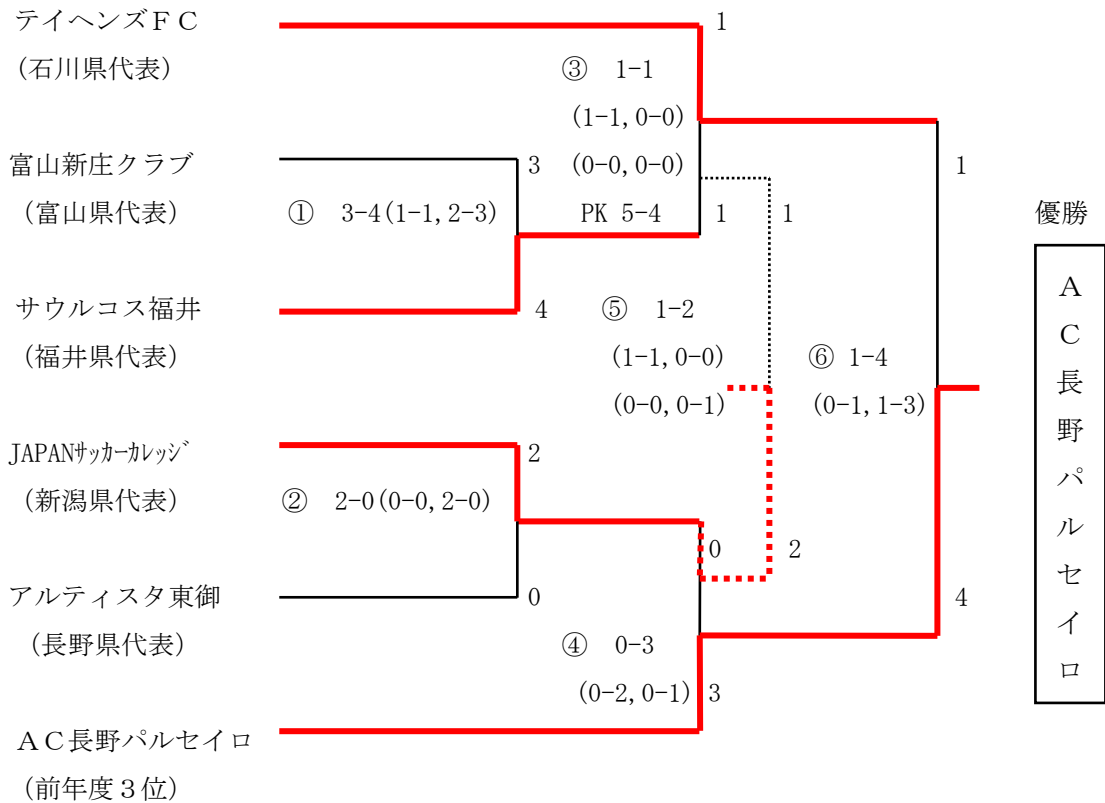 テイヘンズＦＣ
1
（石川県代表）
③ 1-1
(1-1,0-0)
富山新庄クラブ
3
(0-0,0-0)
1
（富山県代表）
① 3-4(1-1,2-3)
PK 5-4
1
1
優勝
サウルコス福井
4
⑤ 1-2
（福井県代表）
(1-1,0-0)
⑥ 1-4
(0-0,0-1)
(0-1,1-3)
ＡＣ長野パルセイロ
JAPANｻｯｶｰｶﾚｯｼﾞ
2
（新潟県代表）
② 2-0(0-0,2-0)
0
2
アルティスタ東御
0
4
（長野県代表）
④ 0-3
(0-2,0-1)
3
ＡＣ長野パルセイロ
（前年度３位）